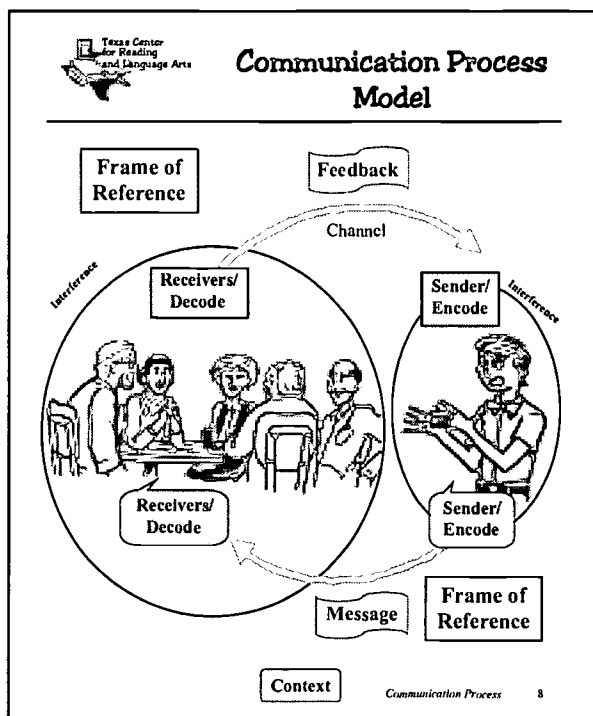 Texas Center
for Reading
and Language Arts
Communication Process
Model
Frame of
Reference
Feedback
Channel
Interference
Receivers/
Decode
Sender/
Encode
Interference
Receivers/
Decode
Sender/
Encode
Message
Frame of
Reference
Context
Communication Process 8